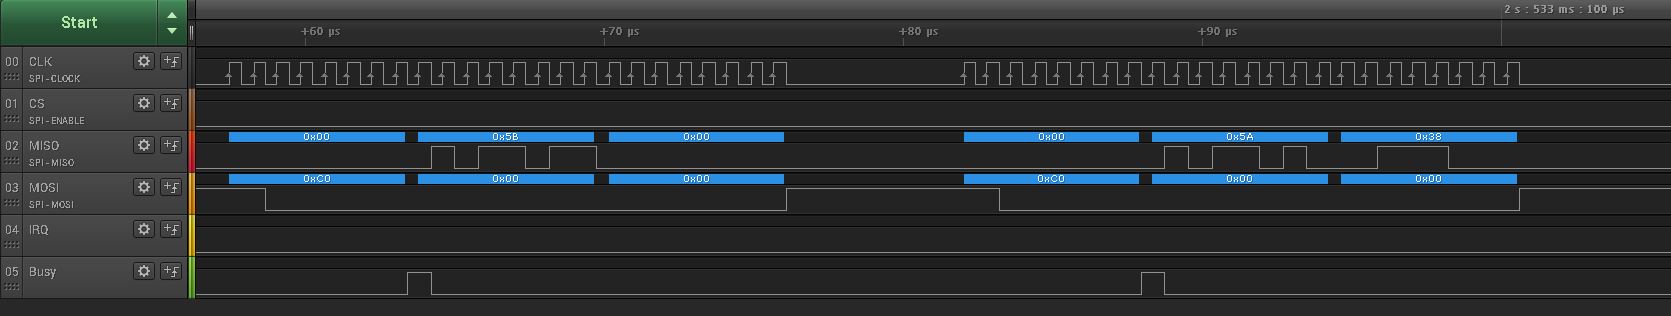 Start
2 s : 533 ms : 100 µs
+60 µs
+70 µs
+80 µs
+90 µs
00 CLK
SPI - CLOCK
01 CS
SPI - ENABLE
0x00 0x5B 0x00 0x00 0x5A 0x38
02 MISO
SPI - MISO
0xC0 0x00 0x00 0xC0 0x00 0x00
03 MOSI
SPI - MOSI
04 IRQ
05 Busy